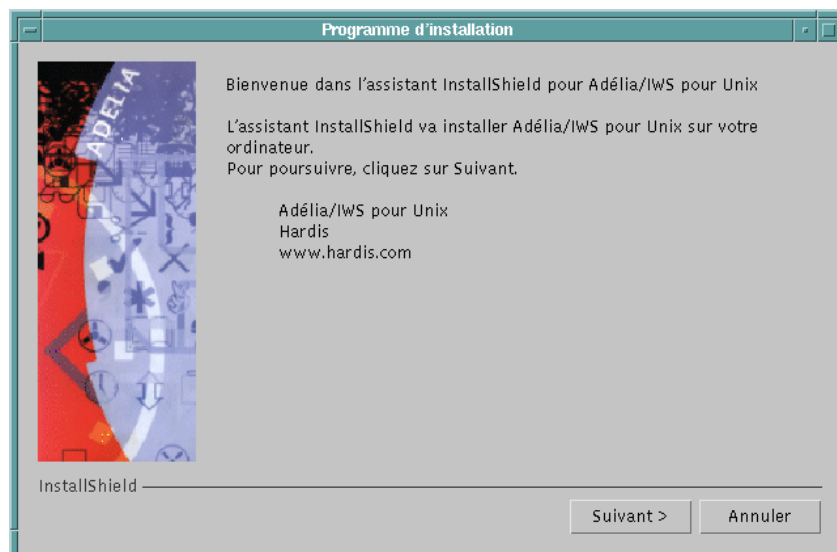 Programme d'installation
ADELIA
Bienvenue dans l'assistant InstallShield pour Adélia/IWS pour Unix
L'assistant InstallShield va installer Adélia/IWS pour Unix sur votre
ordinateur.
Pour poursuivre, cliquez sur Suivant.
Adélia/IWS pour Unix
Hardis
www.hardis.com
InstallShield
Suivant >
Annuler